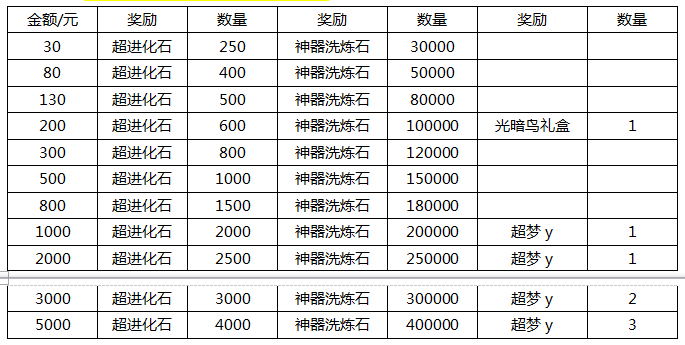 金额/元 奖励 数量 奖励 数量 奖励 数量
30 超进化石 250 神器洗炼石 30000
80 超进化石 400 神器洗炼石 50000
130 超进化石 500 神器洗炼石 80000
200 超进化石 600 神器洗炼石 100000 光暗鸟礼盒 1
300 超进化石 800 神器洗炼石 120000
500 超进化石 1000 神器洗炼石 150000
800 超进化石 1500 神器洗炼石 180000
1000 超进化石 2000 神器洗炼石 200000 超梦 y 1
2000 超进化石 2500 神器洗炼石 250000 超梦 y 1
3000 超进化石 3000 神器洗炼石 300000 超梦 y 2
5000 超进化石 4000 神器洗炼石 400000 超梦 y 3